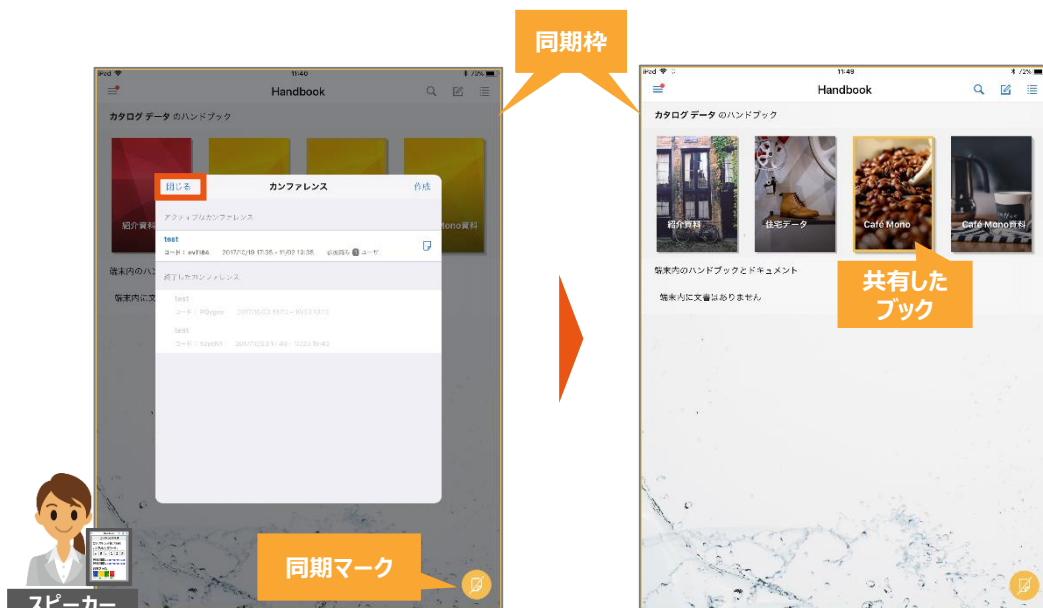 同期枠
iPad
11:40
Handbook
カタログ データ のハンドブック
紹介資料
Mono資料
端末内のハン
端末内に文
閉じる
カンファレンス
作成
アクティブなカンファレンス
test
終了したカンファレンス
test
test
同期マーク
スピーカー
iPad
11:49
72%
Handbook
カタログ データ のハンドブック
紹介資料
住宅データ
Café Mono
Café Mono資料
端末内のハンドブックとドキュメント
端末内に文書はありません
共有した
ブック